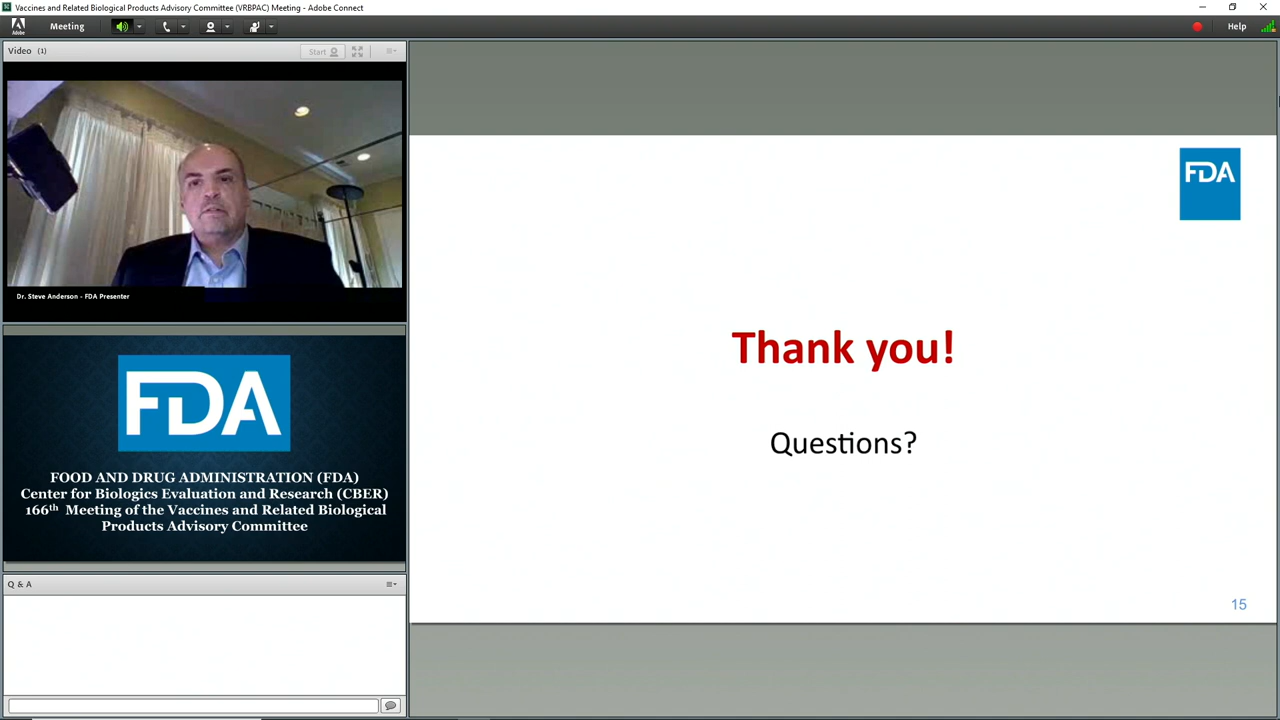 Vaccines and Related Biological Products Advisory Committee (VRBPAC) Meeting - Adobe Connect
Adobe
Meeting
Help
Video (1)
Start
Dr. Steve Anderson - FDA Presenter
FDA
FOOD AND DRUG ADMINISTRATION (FDA)
Center for Biologics Evaluation and Research (CBER)
166th Meeting of the Vaccines and Related Biological
Products Advisory Committee
Q & A
FDA
Thank you!
Questions?
15